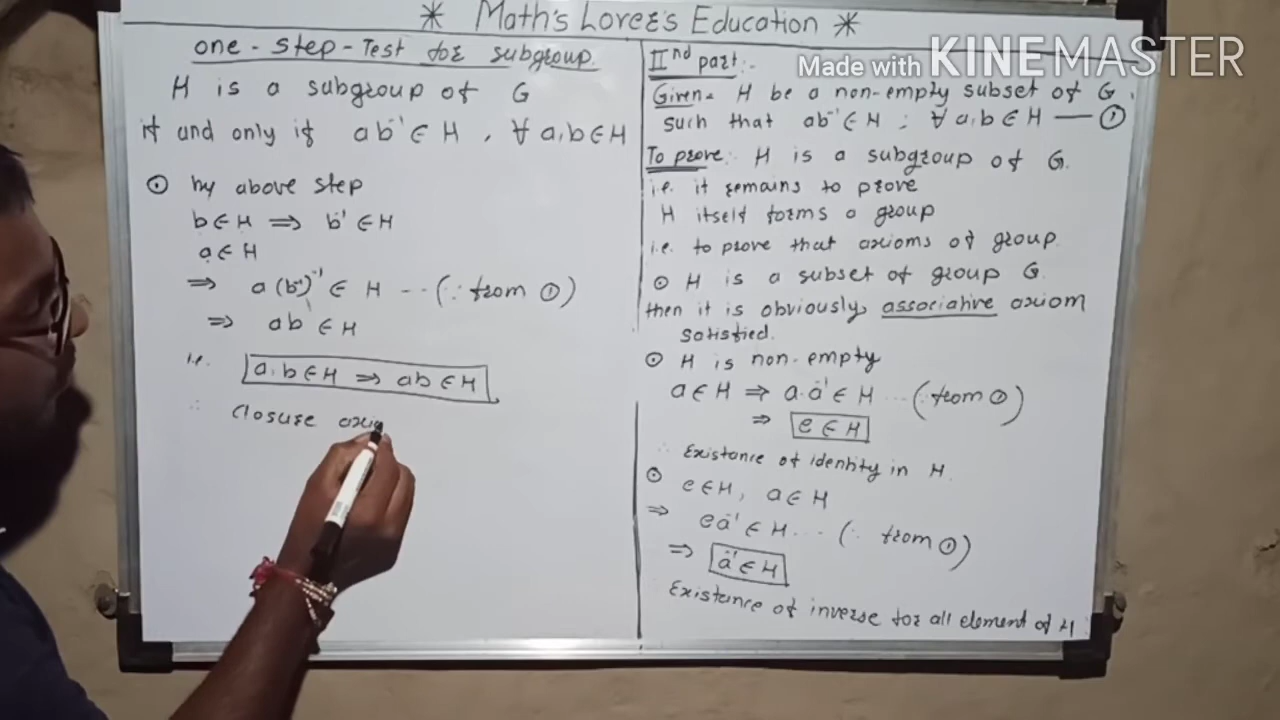 * Math's Lover's Education *
Made with KINEMASTER
one-step-Test for subgroup.
H is a subgroup of G
if and only if ab⁻¹ ∈ H , ∀ a,b ∈ H
⊙ by above step
b ∈ H ⟹ b⁻¹ ∈ H
a ∈ H
⟹ a(b⁻¹)⁻¹ ∈ H ... (∵ from ①)
⟹ ab ∈ H
i.e. a,b ∈ H ⟹ ab ∈ H
∴ Closure axio
IInd part:-
Given- H be a non-empty subset of G.
such that ab⁻¹ ∈ H ; ∀ a,b ∈ H — ①
To prove: H is a subgroup of G.
i.e. it remains to prove
H itself forms a group
i.e. to prove that axioms of group.
⊙ H is a subset of group G.
then it is obviously associative axiom
satisfied.
⊙ H is non-empty
a ∈ H ⟹ a.a⁻¹ ∈ H ... (∵ from ①)
⟹ e ∈ H
∴ Existance of identity in H.
⊙ e ∈ H, a ∈ H
⟹ ea⁻¹ ∈ H ... (∵ from ①)
⟹ a⁻¹ ∈ H
Existance of inverse for all element of H